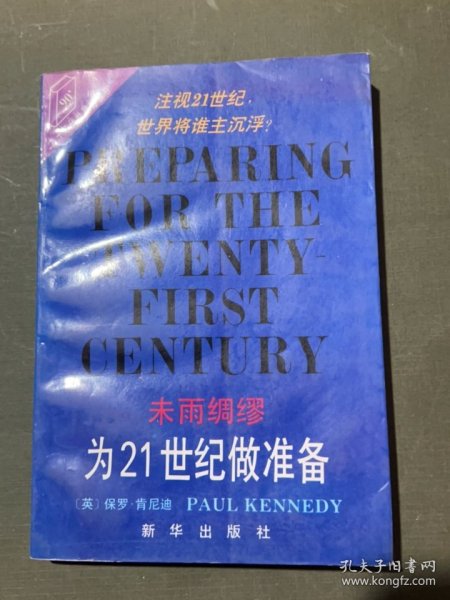 注视21世纪，
世界将谁主沉浮？
PREPARING
FOR THE
TWENTY-
FIRST
CENTURY
未雨绸缪
为21世纪做准备
〔英〕保罗·肯尼迪 PAUL KENNEDY
新华出版社
孔夫子旧书网
www.kongfz.com